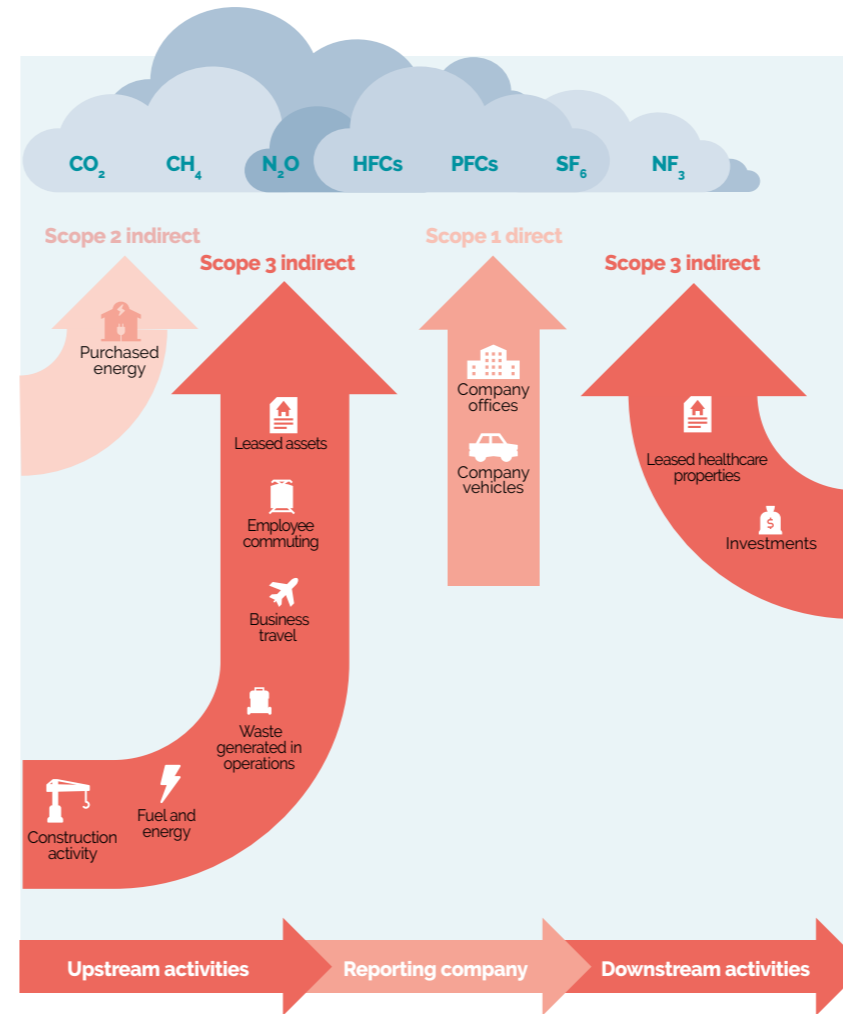 CO₂ CH₄ N₂O HFCs PFCs SF₆ NF₃
Scope 2 indirect
Purchased
energy
Scope 3 indirect
Leased assets
Employee
commuting
Business
travel
Waste
generated in
operations
Fuel and
energy
Construction
activity
Scope 1 direct
Company
offices
Company
vehicles
Scope 3 indirect
Leased healthcare
properties
$
Investments
Upstream activities
Reporting company
Downstream activities